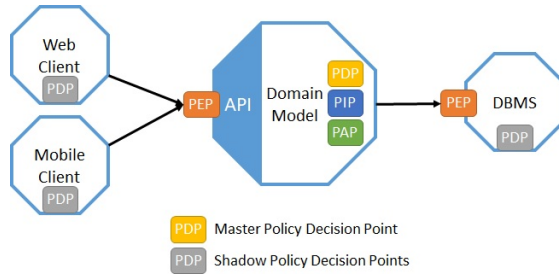 Web
Client
PDP
Mobile
Client
PDP
PEP
API
Domain
Model
PDP
PIP
PAP
PEP
DBMS
PDP
PDP Master Policy Decision Point
PDP Shadow Policy Decision Points